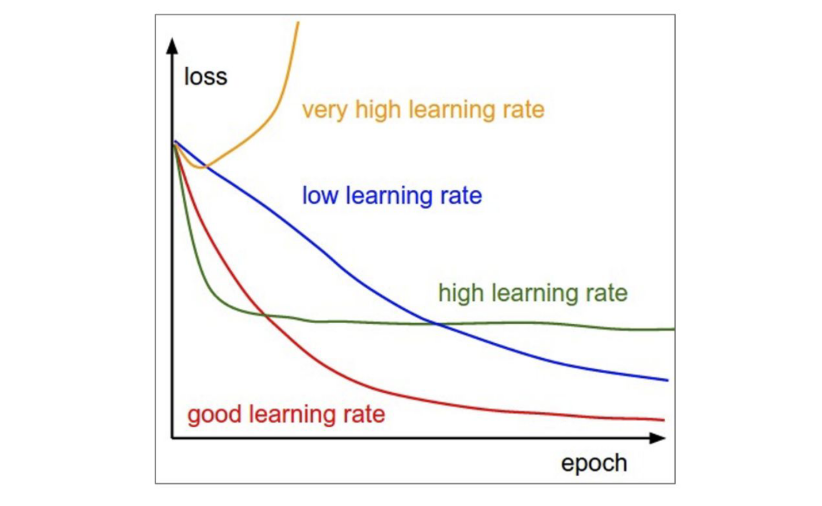 loss
very high learning rate
low learning rate
high learning rate
good learning rate
epoch